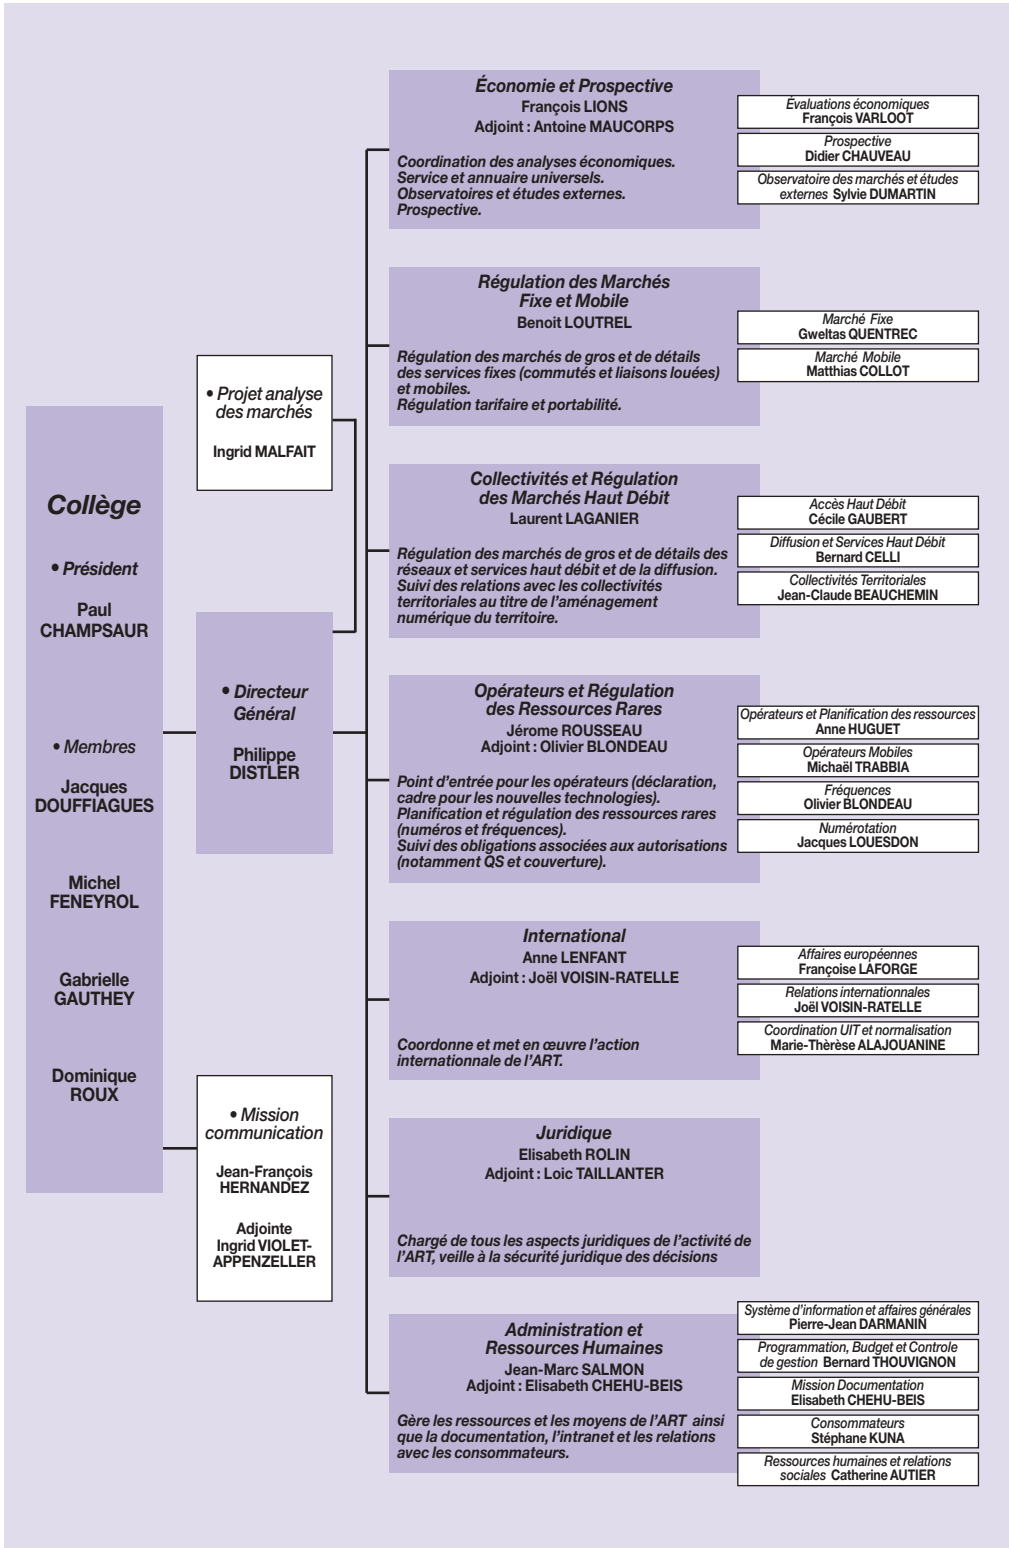 Collège
• Président
Paul
CHAMPSAUR
• Membres
Jacques
DOUFFIAGUES
Michel
FENEYROL
Gabrielle
GAUTHEY
Dominique
ROUX
• Projet analyse
des marchés
Ingrid MALFAIT
• Directeur
Général
Philippe
DISTLER
• Mission
communication
Jean-François
HERNANDEZ
Adjointe
Ingrid VIOLET-
APPENZELLER
Économie et Prospective
François LIONS
Adjoint : Antoine MAUCORPS
Coordination des analyses économiques.
Service et annuaire universels.
Observatoires et études externes.
Prospective.
Évaluations économiques
François VARLOOT
Prospective
Didier CHAUVEAU
Observatoire des marchés et études
externes Sylvie DUMARTIN
Régulation des Marchés
Fixe et Mobile
Benoit LOUTREL
Régulation des marchés de gros et de détails
des services fixes (commutés et liaisons louées)
et mobiles.
Régulation tarifaire et portabilité.
Marché Fixe
Gweltas QUENTREC
Marché Mobile
Matthias COLLOT
Collectivités et Régulation
des Marchés Haut Débit
Laurent LAGANIER
Régulation des marchés de gros et de détails des
réseaux et services haut débit et de la diffusion.
Suivi des relations avec les collectivités
territoriales au titre de l'aménagement
numérique du territoire.
Accès Haut Débit
Cécile GAUBERT
Diffusion et Services Haut Débit
Bernard CELLI
Collectivités Territoriales
Jean-Claude BEAUCHEMIN
Opérateurs et Régulation
des Ressources Rares
Jérome ROUSSEAU
Adjoint : Olivier BLONDEAU
Point d'entrée pour les opérateurs (déclaration,
cadre pour les nouvelles technologies).
Planification et régulation des ressources rares
(numéros et fréquences).
Suivi des obligations associées aux autorisations
(notamment QS et couverture).
Opérateurs et Planification des ressources
Anne HUGUET
Opérateurs Mobiles
Michaël TRABBIA
Fréquences
Olivier BLONDEAU
Numérotation
Jacques LOUESDON
International
Anne LENFANT
Adjoint : Joël VOISIN-RATELLE
Coordonne et met en œuvre l'action
internationale de l'ART.
Affaires européennes
Françoise LAFORGE
Relations internationnales
Joël VOISIN-RATELLE
Coordination UIT et normalisation
Marie-Thèrèse ALAJOUANINE
Juridique
Elisabeth ROLIN
Adjoint : Loic TAILLANTER
Chargé de tous les aspects juridiques de l'activité de
l'ART, veille à la sécurité juridique des décisions
Administration et
Ressources Humaines
Jean-Marc SALMON
Adjoint : Elisabeth CHEHU-BEIS
Gère les ressources et les moyens de l'ART ainsi
que la documentation, l'intranet et les relations
avec les consommateurs.
Système d'information et affaires générales
Pierre-Jean DARMANIN
Programmation, Budget et Controle
de gestion Bernard THOUVIGNON
Mission Documentation
Elisabeth CHEHU-BEIS
Consommateurs
Stéphane KUNA
Ressources humaines et relations
sociales Catherine AUTIER